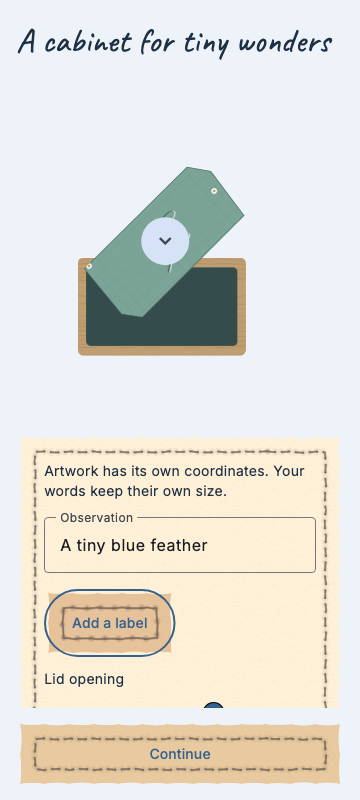 A cabinet for tiny wonders
Artwork has its own coordinates. Your
words keep their own size.
Observation
A tiny blue feather
Add a label
Lid opening
Continue